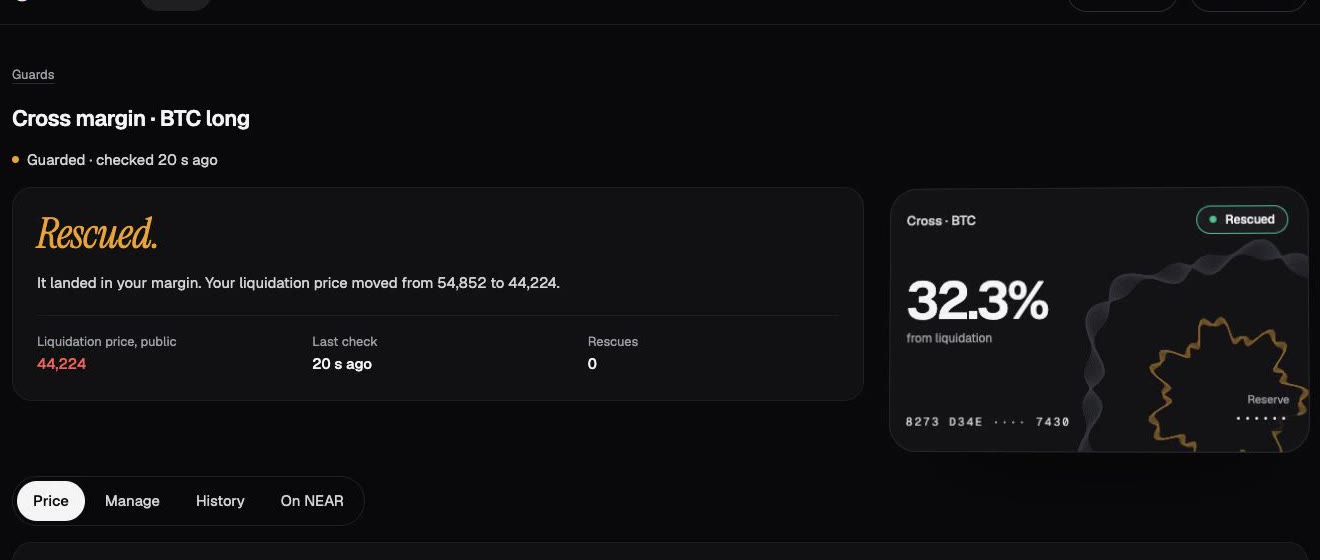 Guards
Cross margin · BTC long
Guarded · checked 20 s ago
Rescued.
It landed in your margin. Your liquidation price moved from 54,852 to 44,224.
Liquidation price, public
44,224
Last check
20 s ago
Rescues
0
Cross · BTC
Rescued
32.3%
from liquidation
Reserve
······
8273 D34E ···· 7430
Price
Manage
History
On NEAR